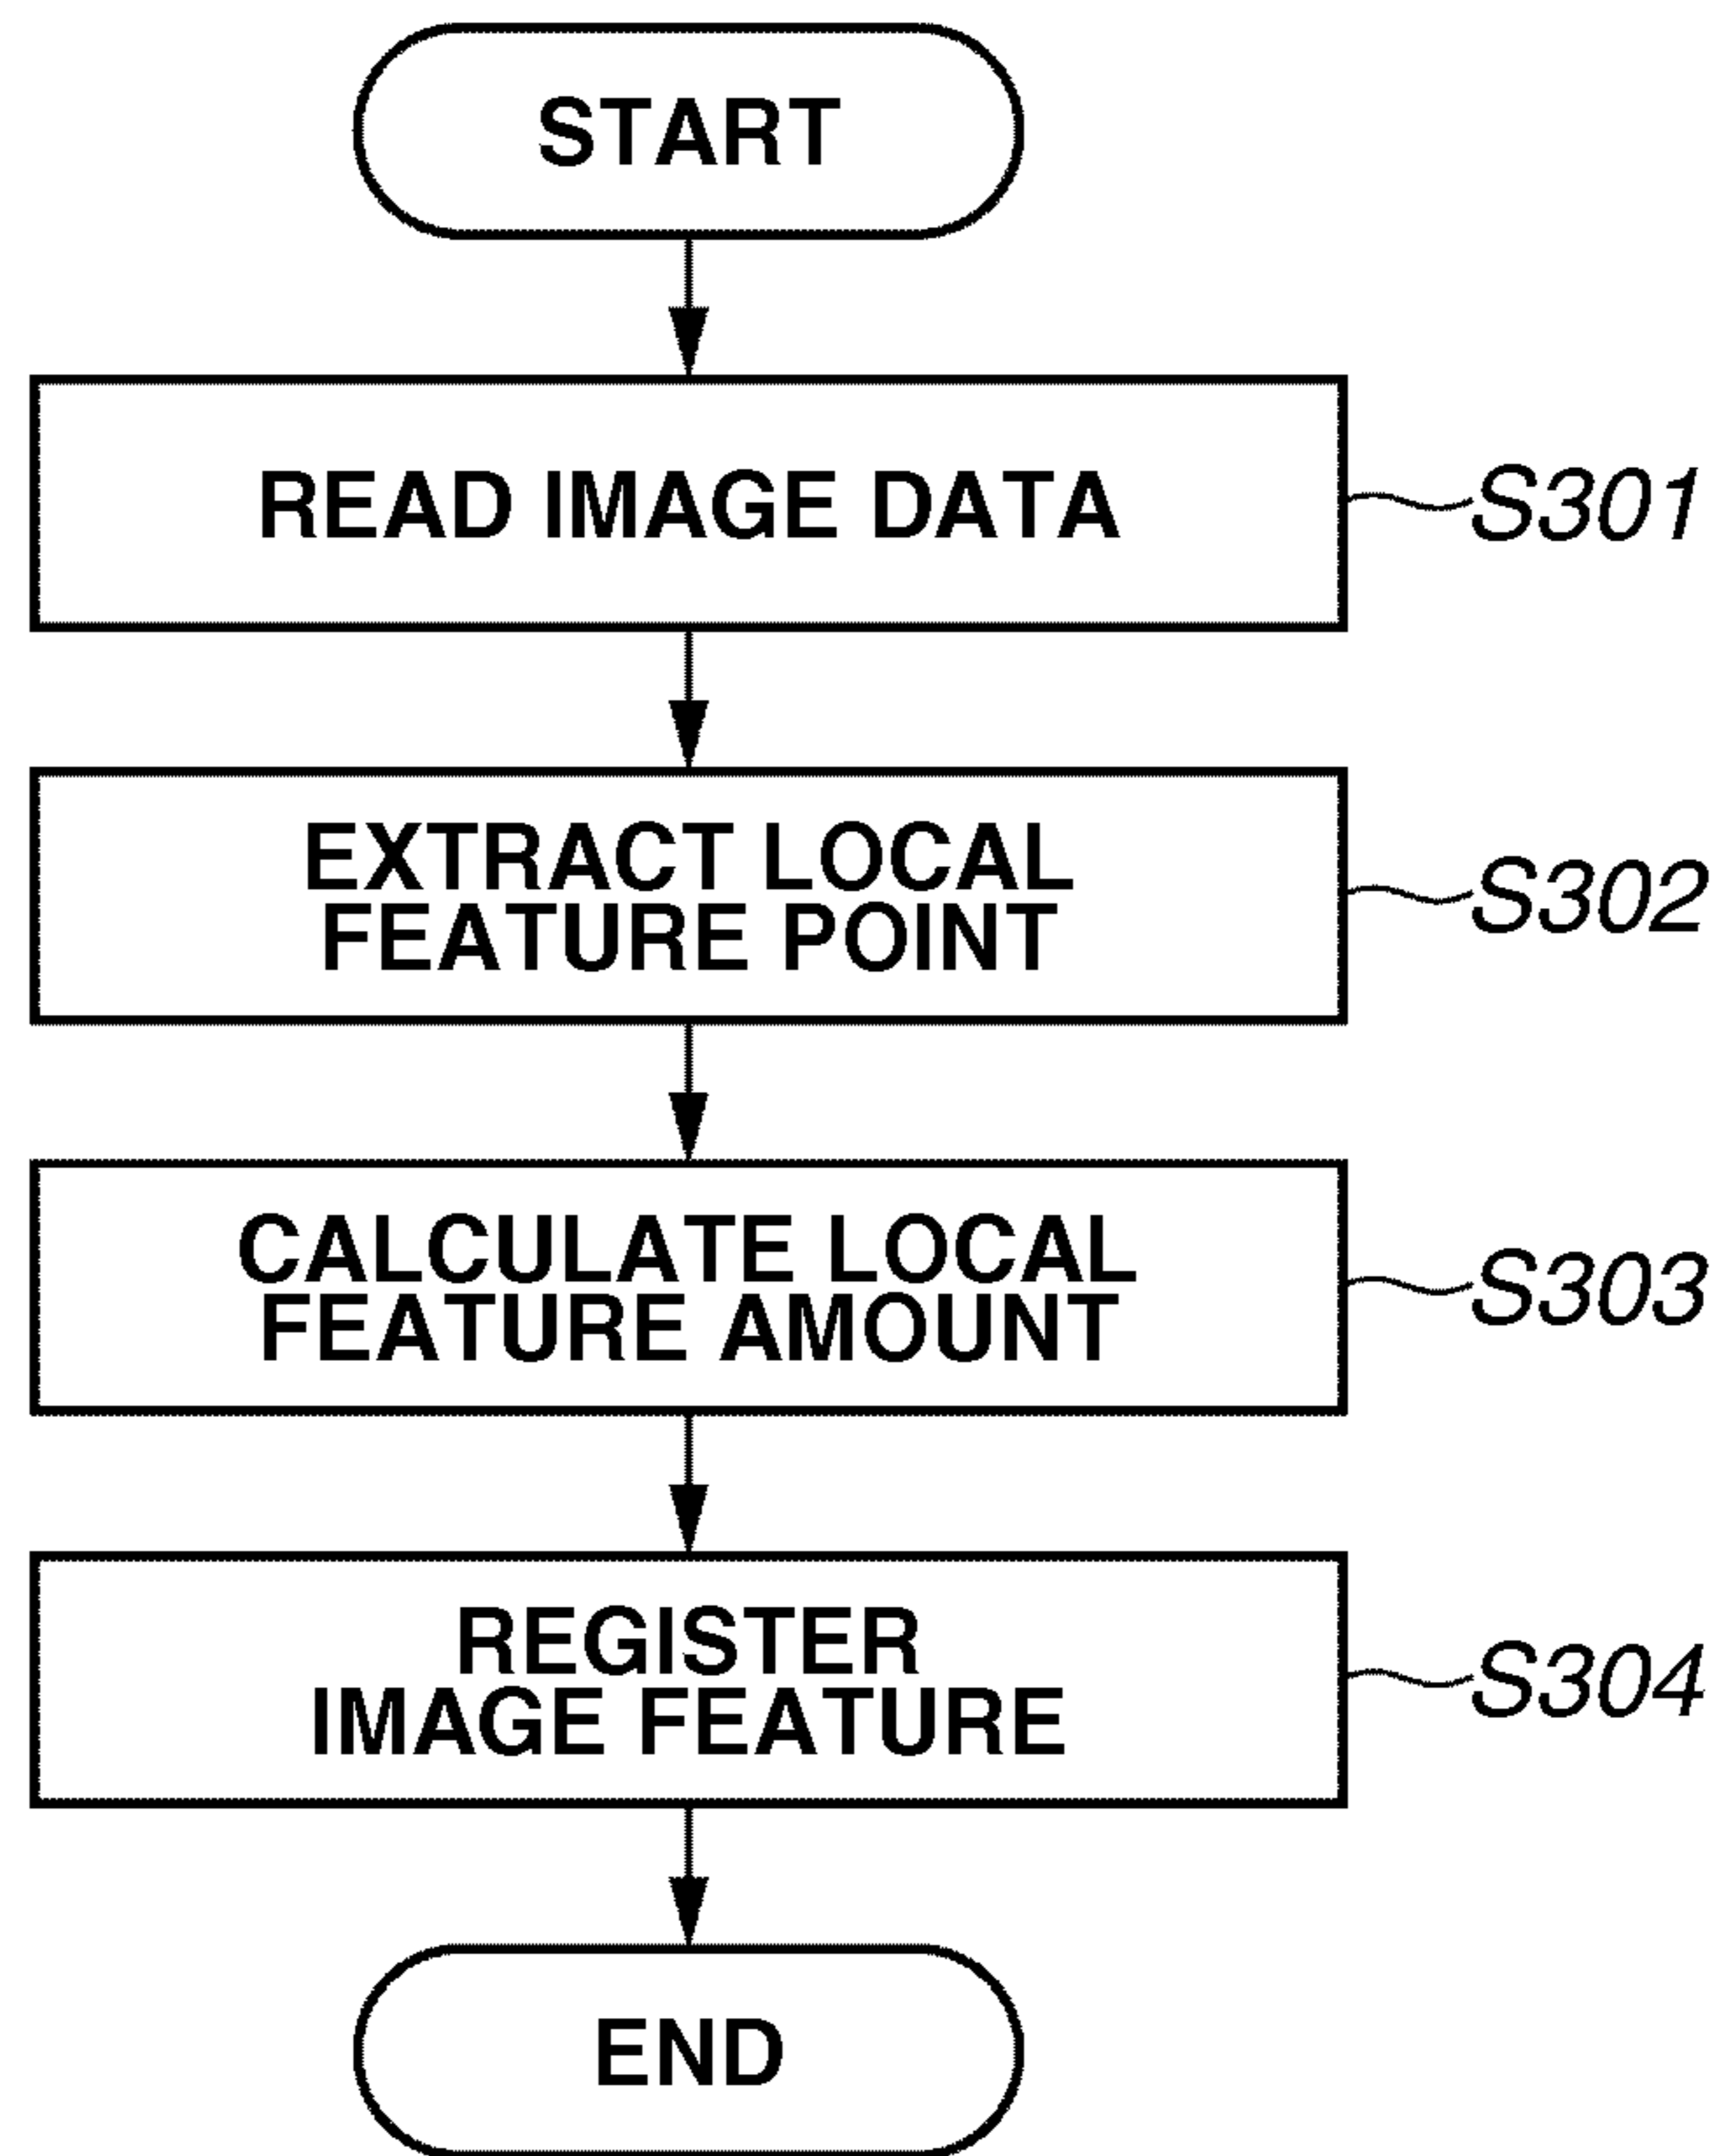 START
READ IMAGE DATA
S301
EXTRACT LOCAL
FEATURE POINT
S302
CALCULATE LOCAL
FEATURE AMOUNT
S303
REGISTER
IMAGE FEATURE
S304
END